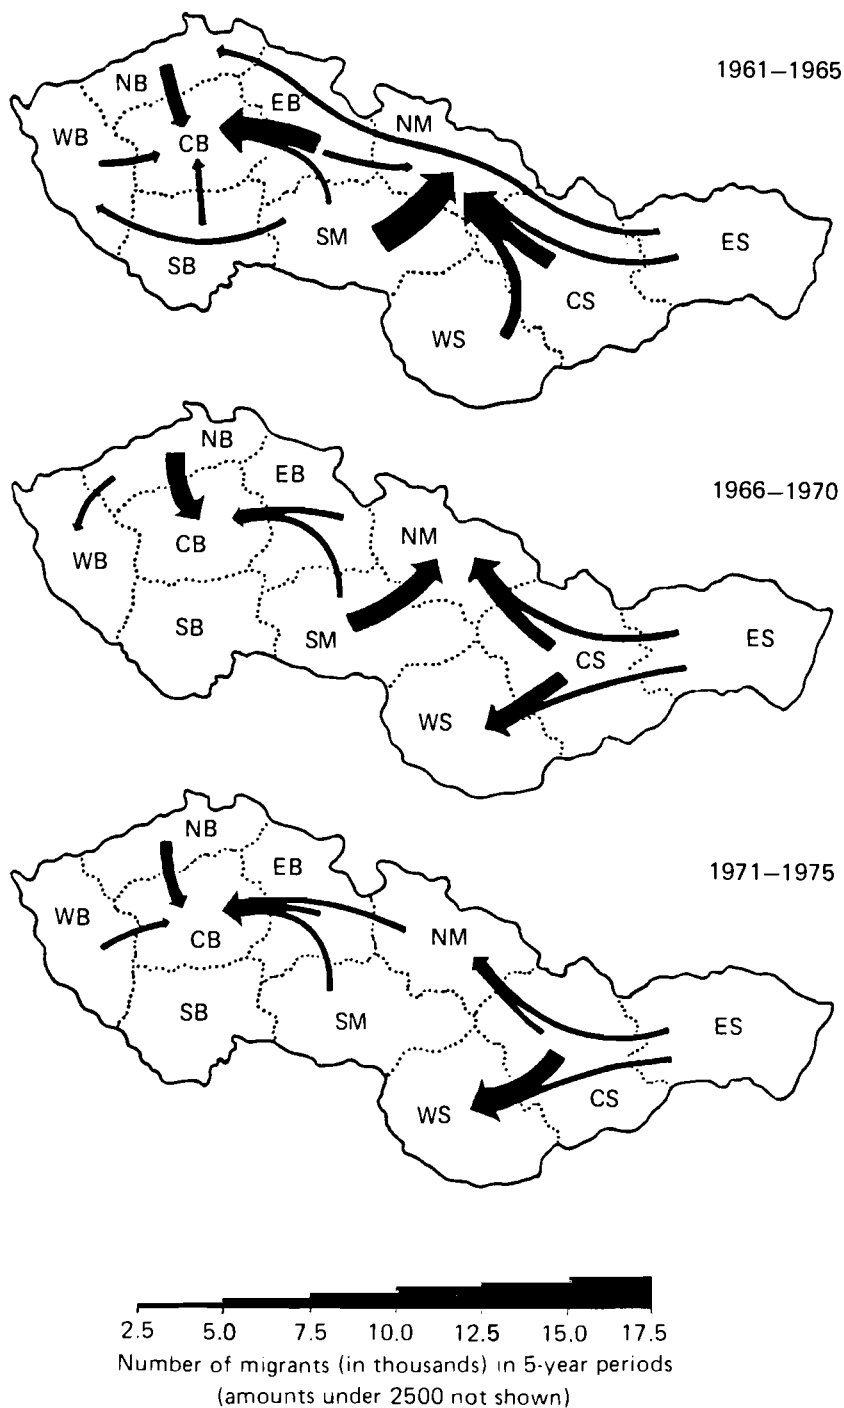 1961–1965
NB
EB
NM
WB
CB
SM
SB
ES
CS
WS
NB
EB
1966–1970
NM
CB
WB
SB
SM
ES
CS
WS
NB
EB
1971–1975
WB
CB
NM
SB
SM
ES
CS
WS
2.5 5.0 7.5 10.0 12.5 15.0 17.5
Number of migrants (in thousands) in 5-year periods
(amounts under 2500 not shown)